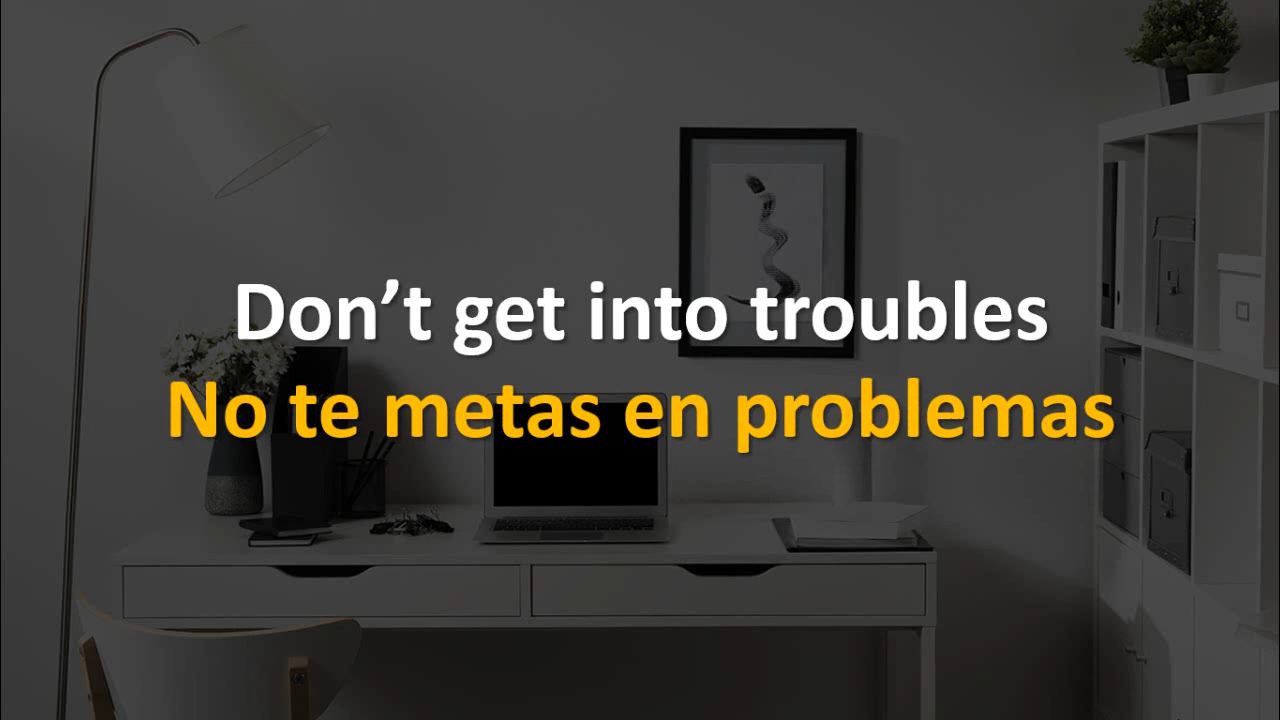 Don’t get into troubles
No te metas en problemas